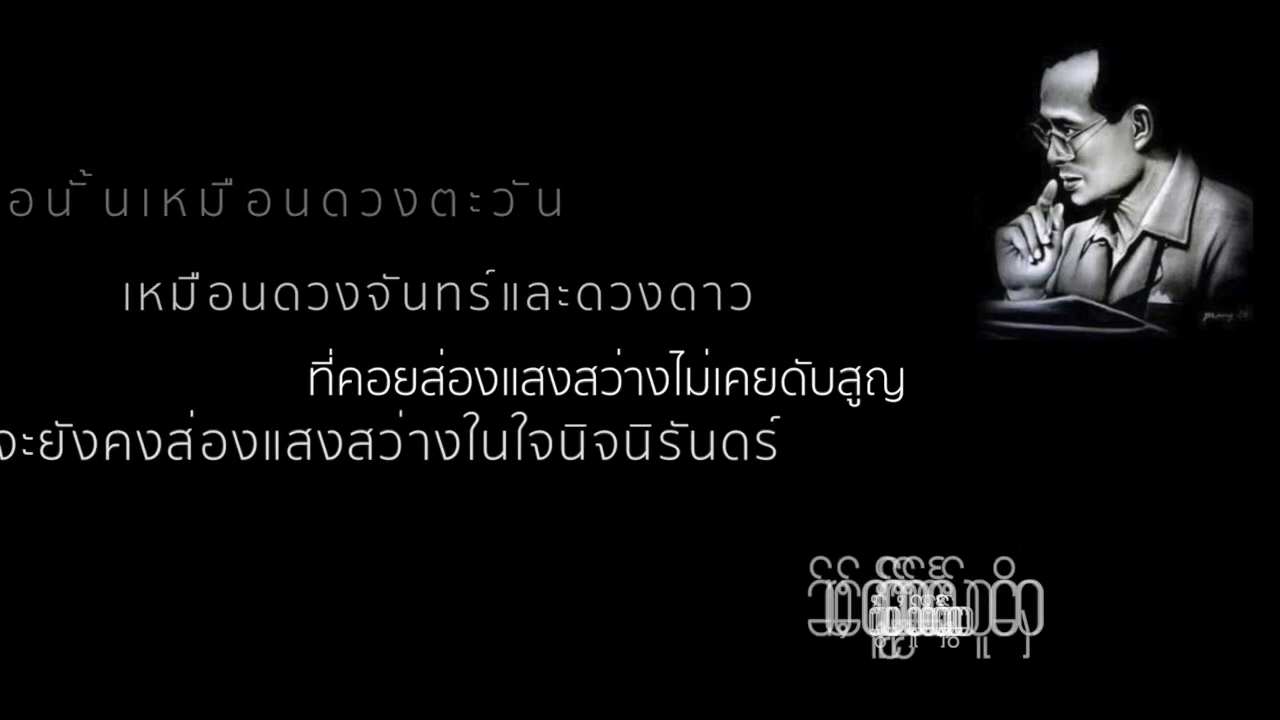 อนั้นเหมือนดวงตะวัน
เหมือนดวงจันทร์และดวงดาว
ที่คอยส่องแสงสว่างไม่เคยดับสูญ
จะยังคงส่องแสงสว่างในใจนิจนิรันดร์